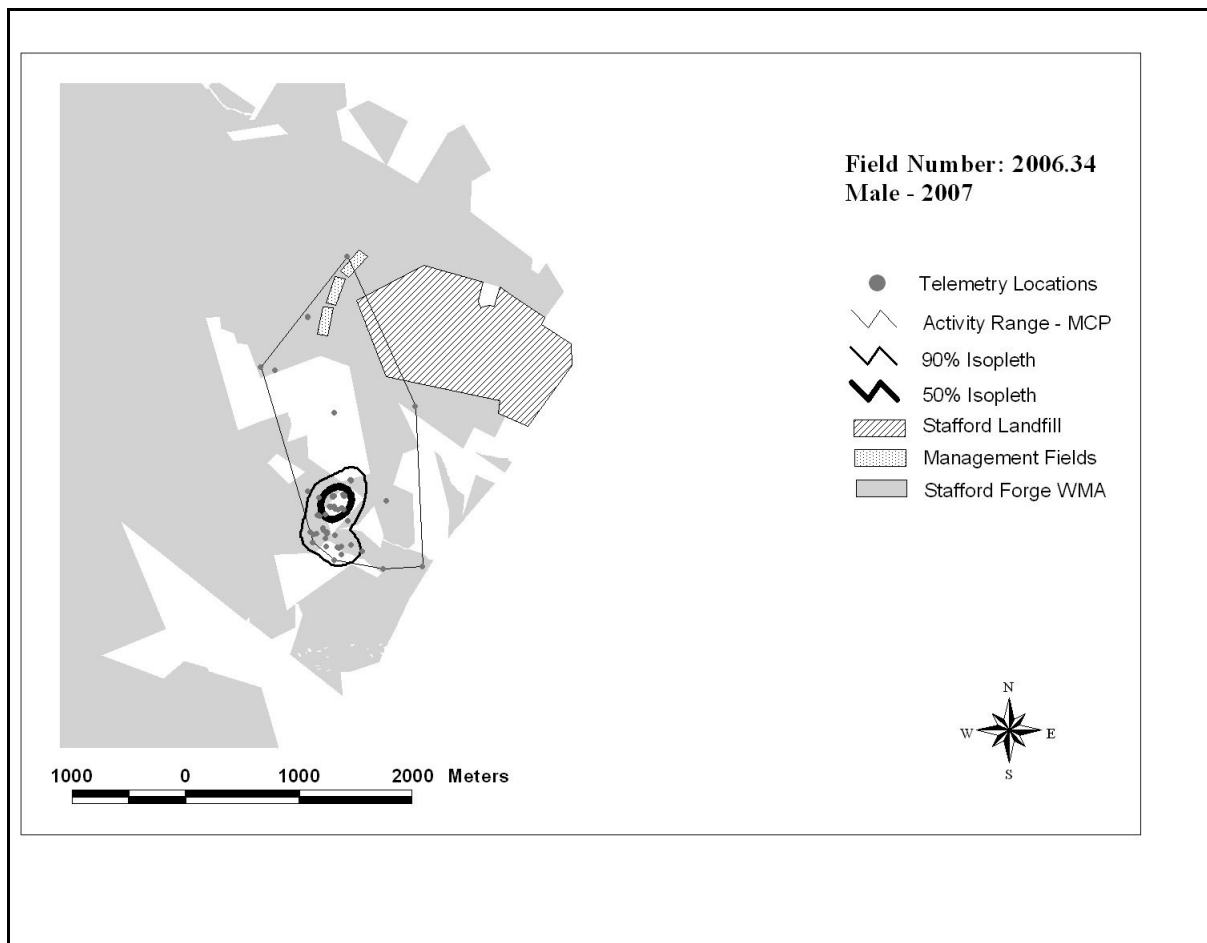 Field Number: 2006.34
Male - 2007
Telemetry Locations
Activity Range - MCP
90% Isopleth
50% Isopleth
Stafford Landfill
Management Fields
Stafford Forge WMA
N
W E
S
1000 0 1000 2000 Meters